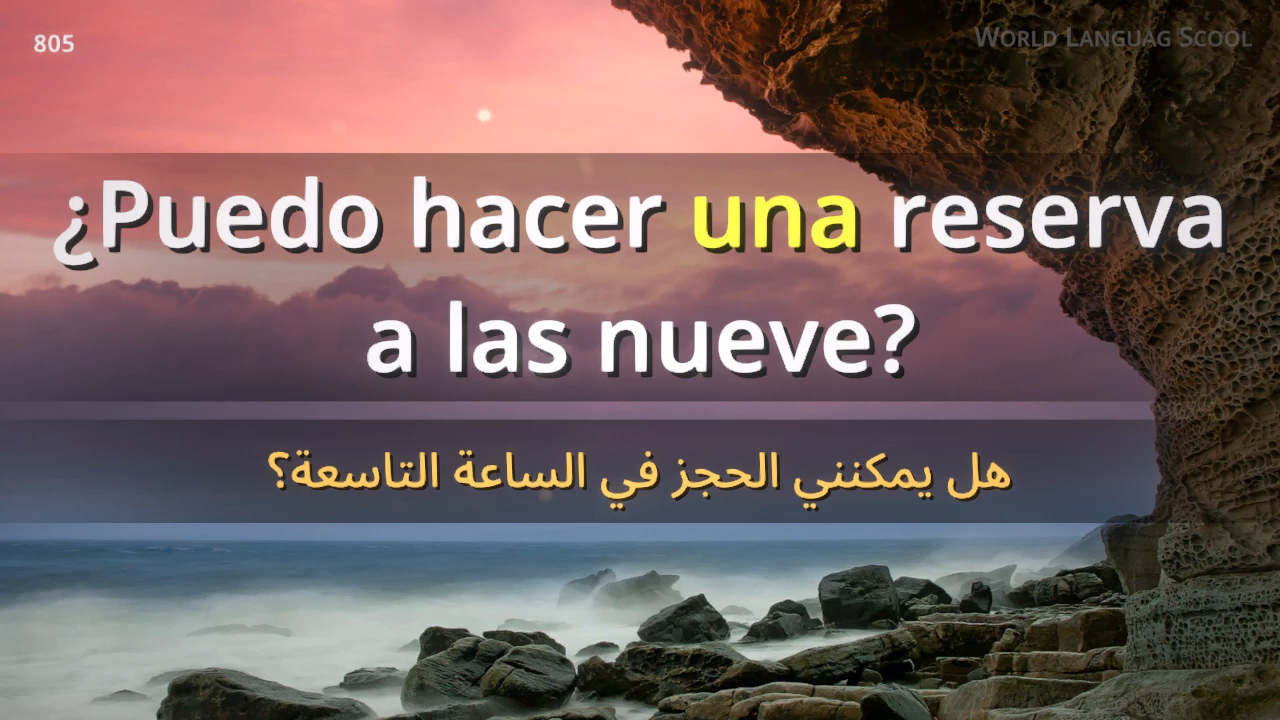 805
WORLD LANGUAG SCOOL
¿Puedo hacer una reserva
a las nueve?
هل يمكنني الحجز في الساعة التاسعة؟